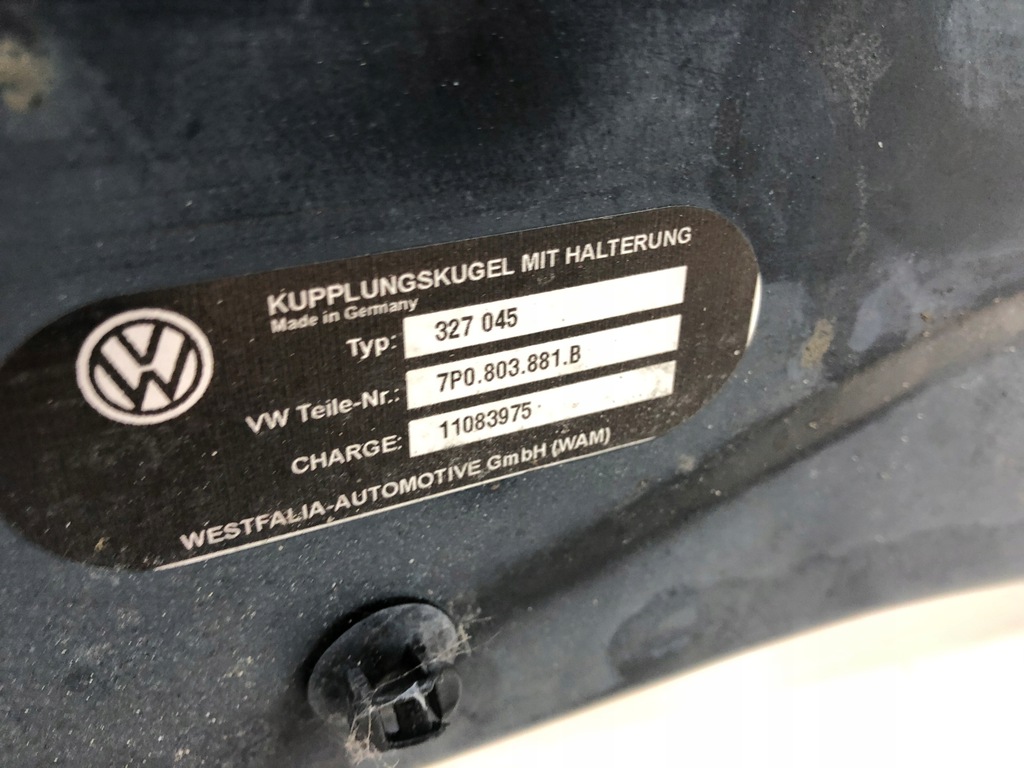 KUPPLUNGSKUGEL MIT HALTERUNG
Made in Germany
Typ: 327 045
VW Teile-Nr.: 7P0.803.881.B
CHARGE: 11083975
WESTFALIA-AUTOMOTIVE GmbH (WAM)